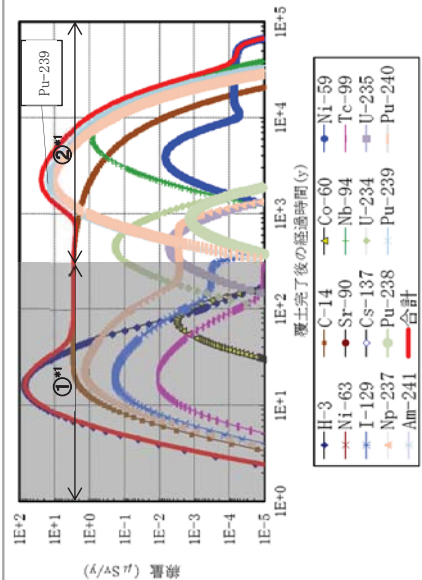 1E+2
1E+1
1E+0
1E-1
1E-2
1E-3
1E-4
1E-5
線量 (μSv/y)
1E+0
1E+1
1E+2
1E+3
1E+4
1E+5
覆土完了後の経過時間(y)
①*1
②*1
Pu-239
H-3 C-14 Co-60 Ni-59
Ni-63 Sr-90 Nb-94 Tc-99
I-129 Cs-137 U-234 U-235
Np-237 Pu-238 Pu-239 Pu-240
Am-241 合計